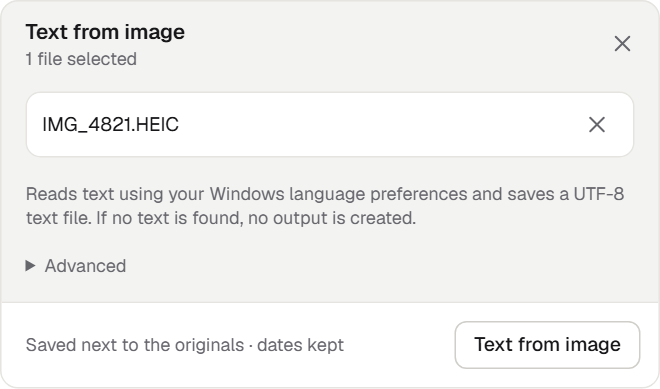 Text from image
1 file selected
IMG_4821.HEIC
Reads text using your Windows language preferences and saves a UTF-8
text file. If no text is found, no output is created.
Advanced
Saved next to the originals · dates kept
Text from image